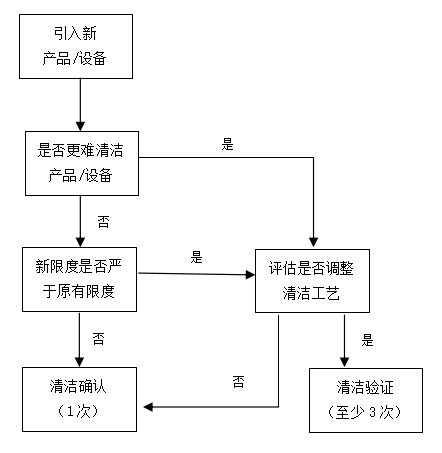 引入新
产品/设备
是否更难清洁
产品/设备
是
否
新限度是否严
于原有限度
是
评估是否调整
清洁工艺
否
否
是
清洁确认
（1次）
清洁验证
（至少3次）